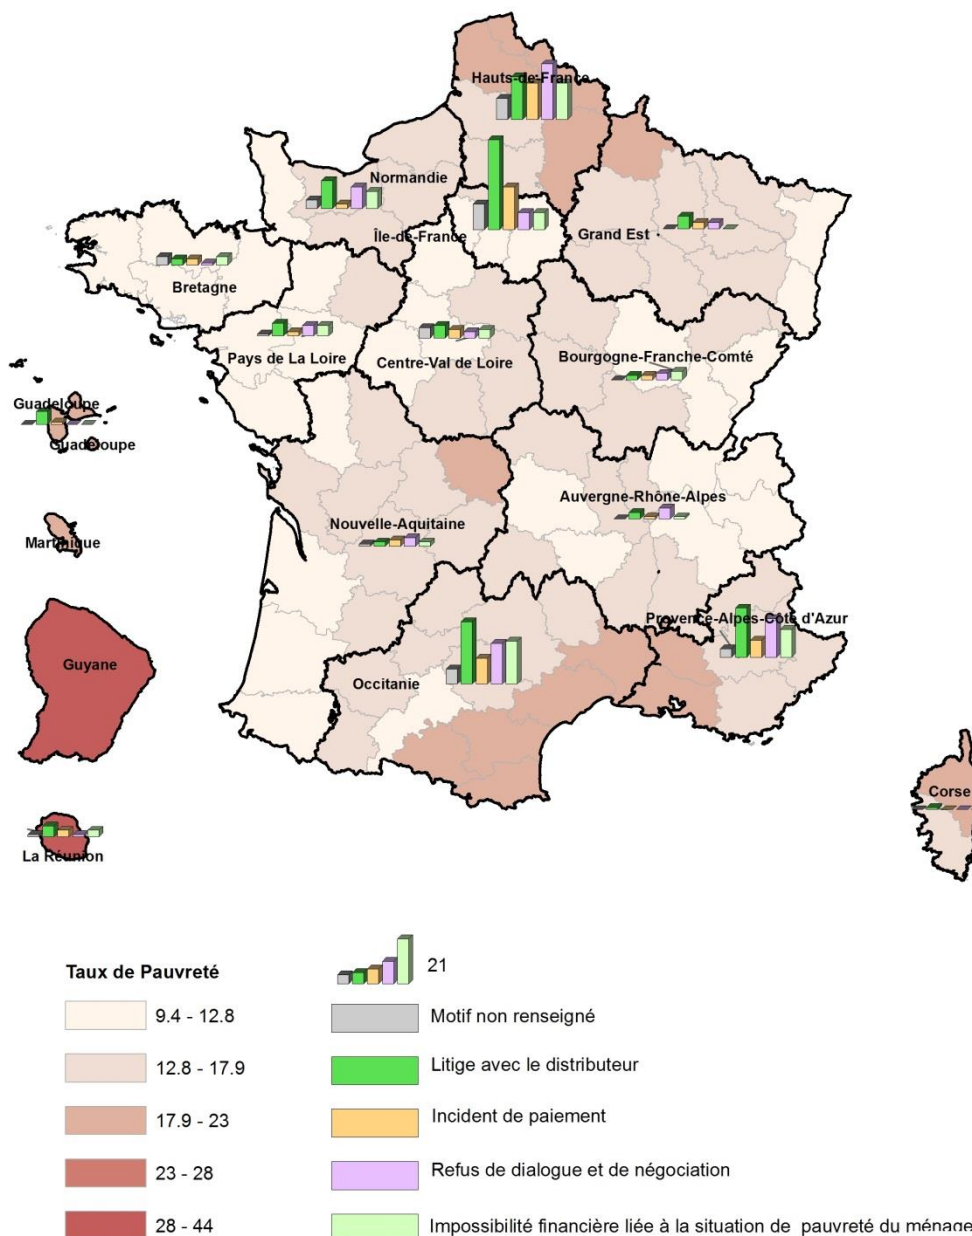 Hauts-de-France
Normandie
Île-de-France
Grand Est
Bretagne
Pays de La Loire
Centre-Val de Loire
Bourgogne-Franche-Comté
Guadeloupe
Guadeloupe
Auvergne-Rhône-Alpes
Nouvelle-Aquitaine
Martinique
Provence-Alpes-Côte d'Azur
Guyane
Occitanie
Corse
La Réunion
Taux de Pauvreté
21
9.4 - 12.8
Motif non renseigné
12.8 - 17.9
Litige avec le distributeur
17.9 - 23
Incident de paiement
23 - 28
Refus de dialogue et de négociation
28 - 44
Impossibilité financière liée à la situation de pauvreté du ménage